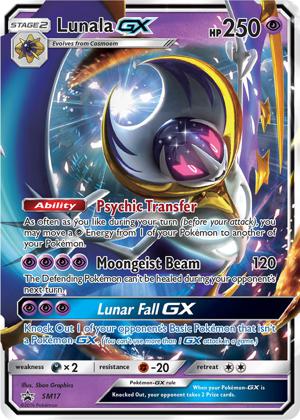 STAGE2 Lunala GX HP250
Evolves from Cosmoem
Ability Psychic Transfer
As often as you like during your turn (before your attack), you
may move a Energy from 1 of your Pokémon to another
of your Pokémon.
Moongeist Beam 120
The Defending Pokémon can't be healed during your opponent's
next turn.
Lunar Fall GX
Knock Out 1 of your opponent's Basic Pokémon that isn't
a Pokémon-GX. (You can't use more than 1 GX attack in a game.)
weakness ×2 resistance -20 retreat
Illus. 5ban Graphics
Pokémon-GX rule
SM17
When your Pokémon-GX is
Knocked Out, your opponent takes 2 Prize cards.